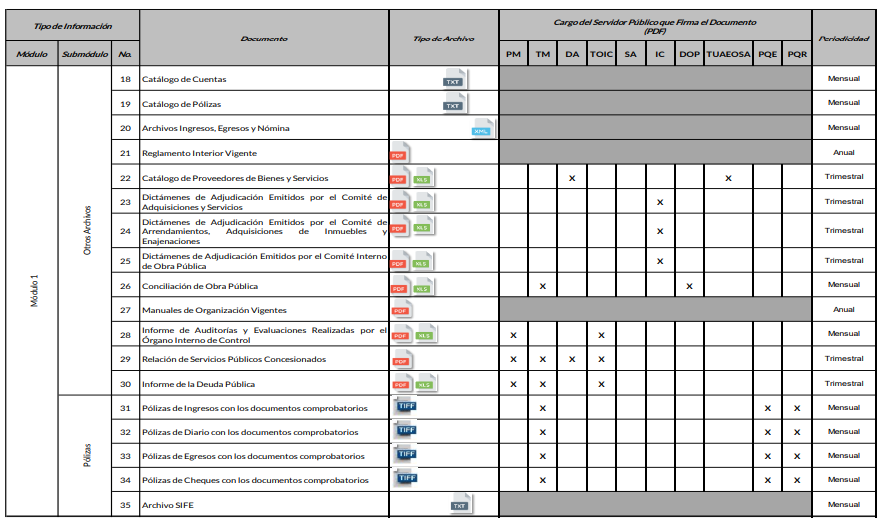 Tipo de Información Documento Tipo de Archivo Cargo del Servidor Público que Firma el Documento Periodicidad
(PDF)
Módulo Submódulo No. PM TM DA TOIC SA IC DOP TUAEOSA PQE PQR
Módulo 1
Otros Archivos
18 Catálogo de Cuentas TXT Mensual
19 Catálogo de Pólizas TXT Mensual
20 Archivos Ingresos, Egresos y Nómina XML Mensual
21 Reglamento Interior Vigente PDF Anual
22 Catálogo de Proveedores de Bienes y Servicios PDF XLS X X Trimestral
23 Dictámenes de Adjudicación Emitidos por el Comité de
Adquisiciones y Servicios PDF XLS X Trimestral
24 Dictámenes de Adjudicación Emitidos por el Comité de
Arrendamientos, Adquisiciones de Inmuebles y
Enajenaciones PDF XLS X Trimestral
25 Dictámenes de Adjudicación Emitidos por el Comité Interno
de Obra Pública PDF XLS X Trimestral
26 Conciliación de Obra Pública PDF XLS X X Mensual
27 Manuales de Organización Vigentes PDF Anual
28 Informe de Auditorías y Evaluaciones Realizadas por el
Órgano Interno de Control PDF XLS X X Mensual
29 Relación de Servicios Públicos Concesionados PDF X X X X Trimestral
30 Informe de la Deuda Pública PDF XLS X X X Trimestral
Pólizas
31 Pólizas de Ingresos con los documentos comprobatorios TIFF X X X Mensual
32 Pólizas de Diario con los documentos comprobatorios TIFF X X X Mensual
33 Pólizas de Egresos con los documentos comprobatorios TIFF X X X Mensual
34 Pólizas de Cheques con los documentos comprobatorios TIFF X X X Mensual
35 Archivo SIFE TXT Mensual